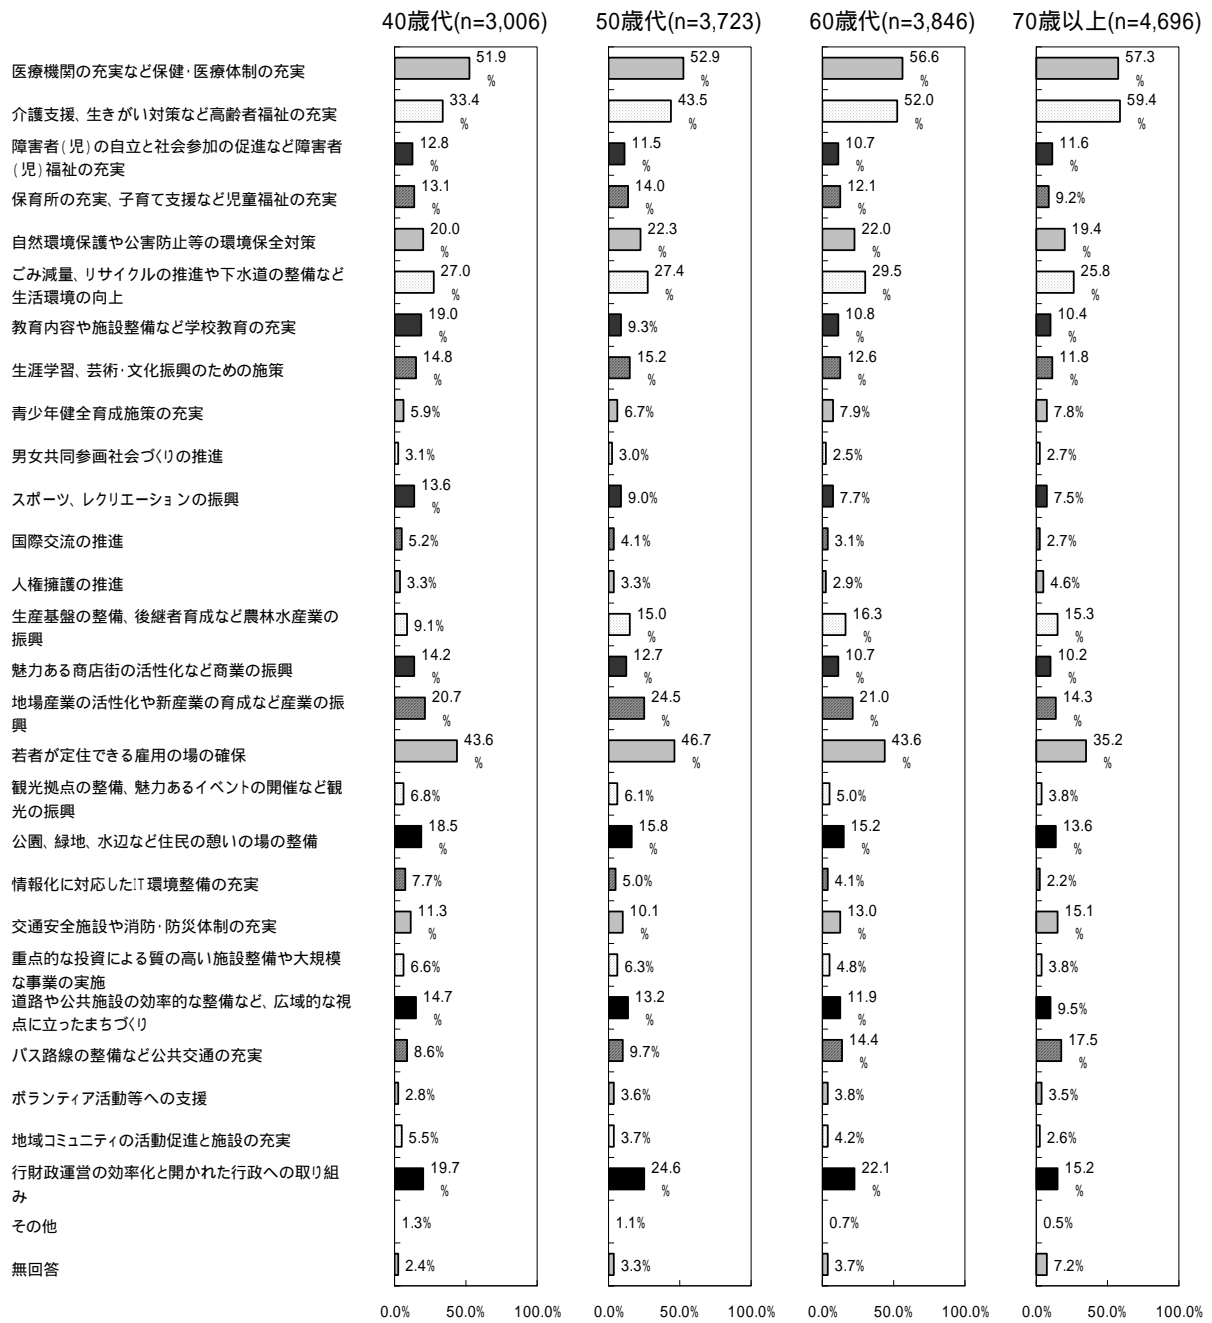 40歳代(n=3,006) 50歳代(n=3,723) 60歳代(n=3,846) 70歳以上(n=4,696)
医療機関の充実など保健・医療体制の充実 51.9% 52.9% 56.6% 57.3%
介護支援、生きがい対策など高齢者福祉の充実 33.4% 43.5% 52.0% 59.4%
障害者(児)の自立と社会参加の促進など障害者
(児)福祉の充実 12.8% 11.5% 10.7% 11.6%
保育所の充実、子育て支援など児童福祉の充実 13.1% 14.0% 12.1% 9.2%
自然環境保護や公害防止等の環境保全対策 20.0% 22.3% 22.0% 19.4%
ごみ減量、リサイクルの推進や下水道の整備など
生活環境の向上 27.0% 27.4% 29.5% 25.8%
教育内容や施設整備など学校教育の充実 19.0% 9.3% 10.8% 10.4%
生涯学習、芸術・文化振興のための施策 14.8% 15.2% 12.6% 11.8%
青少年健全育成施策の充実 5.9% 6.7% 7.9% 7.8%
男女共同参画社会づくりの推進 3.1% 3.0% 2.5% 2.7%
スポーツ、レクリエーションの振興 13.6% 9.0% 7.7% 7.5%
国際交流の推進 5.2% 4.1% 3.1% 2.7%
人権擁護の推進 3.3% 3.3% 2.9% 4.6%
生産基盤の整備、後継者育成など農林水産業の
振興 9.1% 15.0% 16.3% 15.3%
魅力ある商店街の活性化など商業の振興 14.2% 12.7% 10.7% 10.2%
地場産業の活性化や新産業の育成など産業の振
興 20.7% 24.5% 21.0% 14.3%
若者が定住できる雇用の場の確保 43.6% 46.7% 43.6% 35.2%
観光拠点の整備、魅力あるイベントの開催など観
光の振興 6.8% 6.1% 5.0% 3.8%
公園、緑地、水辺など住民の憩いの場の整備 18.5% 15.8% 15.2% 13.6%
情報化に対応したIT環境整備の充実 7.7% 5.0% 4.1% 2.2%
交通安全施設や消防・防災体制の充実 11.3% 10.1% 13.0% 15.1%
重点的な投資による質の高い施設整備や大規模
な事業の実施 6.6% 6.3% 4.8% 3.8%
道路や公共施設の効率的な整備など、広域的な視
点に立ったまちづくり 14.7% 13.2% 11.9% 9.5%
バス路線の整備など公共交通の充実 8.6% 9.7% 14.4% 17.5%
ボランティア活動等への支援 2.8% 3.6% 3.8% 3.5%
地域コミュニティの活動促進と施設の充実 5.5% 3.7% 4.2% 2.6%
行財政運営の効率化と開かれた行政への取り組
み 19.7% 24.6% 22.1% 15.2%
その他 1.3% 1.1% 0.7% 0.5%
無回答 2.4% 3.3% 3.7% 7.2%
0.0% 50.0% 100.0% 0.0% 50.0% 100.0% 0.0% 50.0% 100.0% 0.0% 50.0% 100.0%